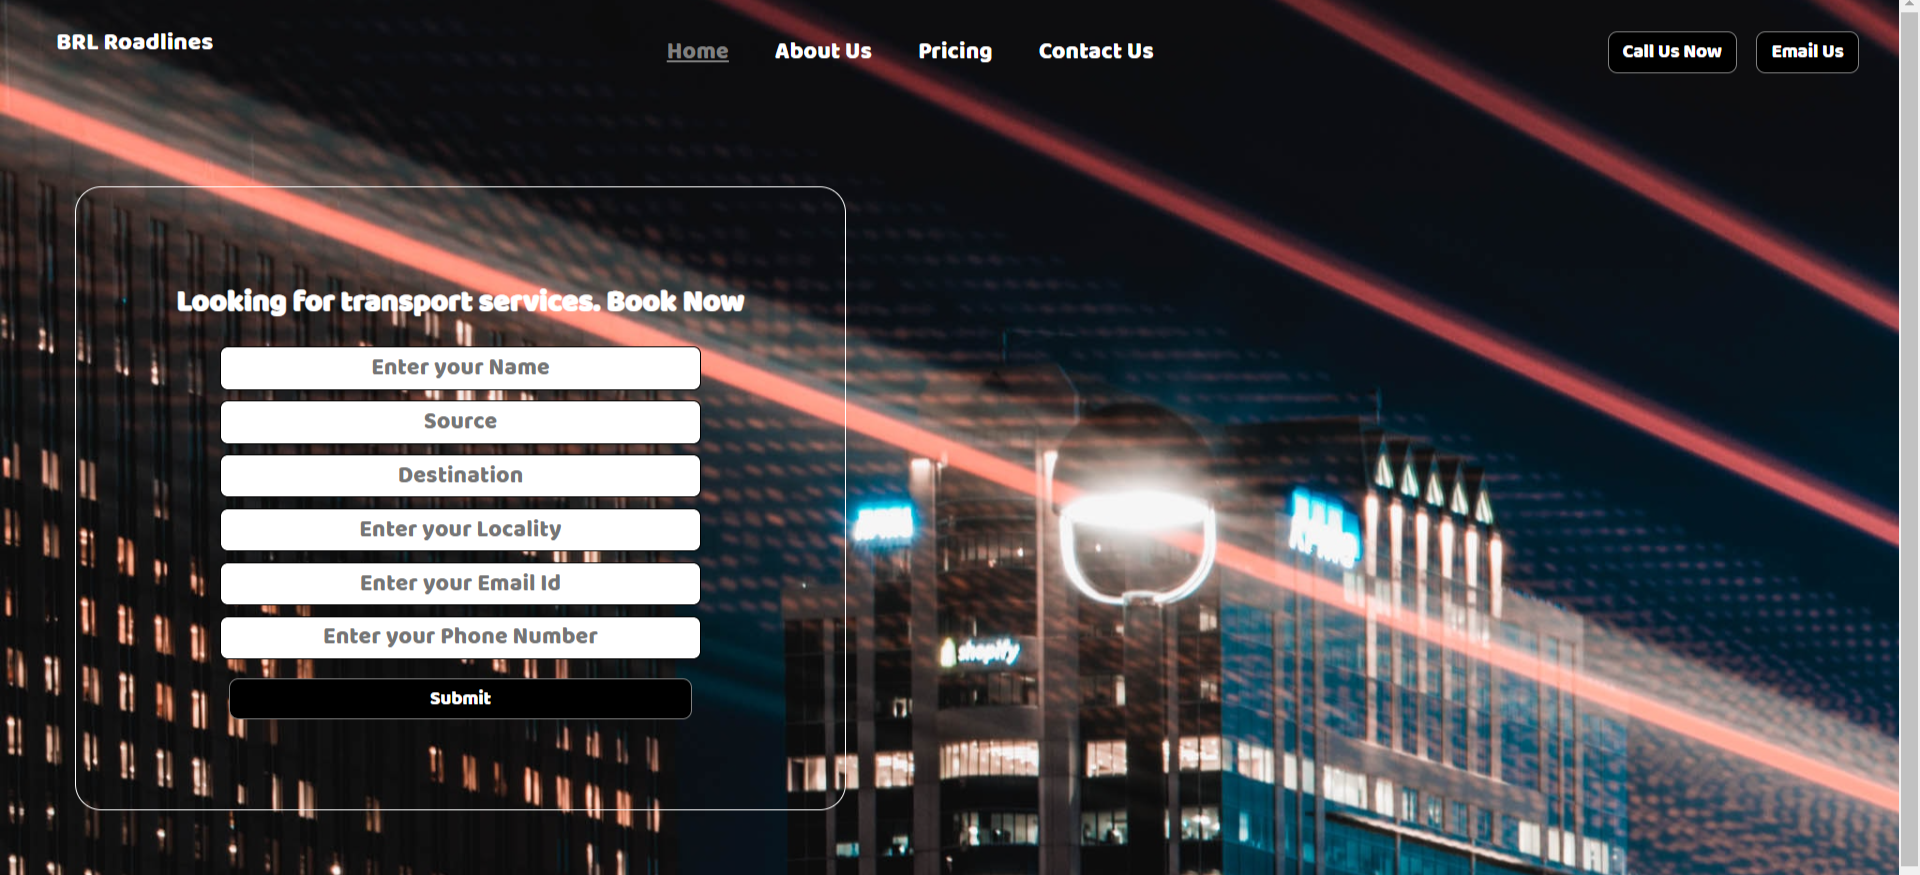 BRL Roadlines
Home
About Us
Pricing
Contact Us
Call Us Now
Email Us
Looking for transport services. Book Now
Enter your Name
Source
Destination
Enter your Locality
Enter your Email Id
Enter your Phone Number
Submit
KPMG
shopify